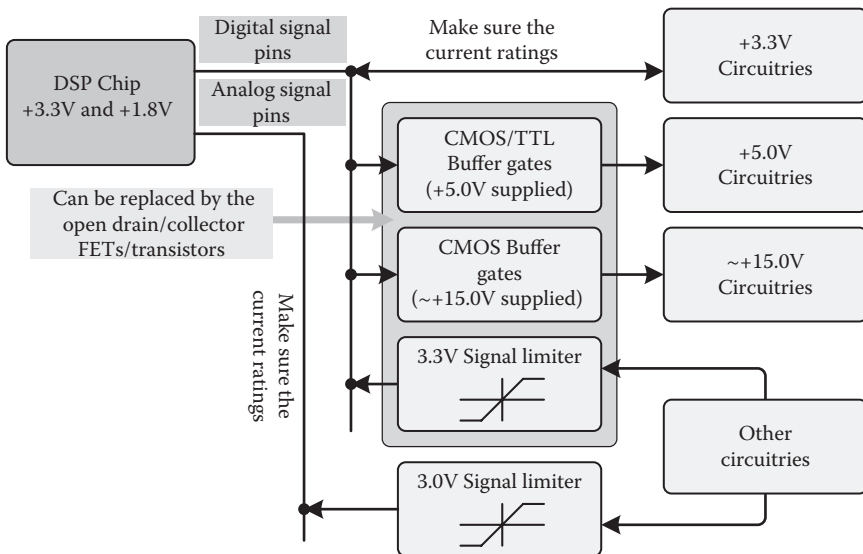 Digital signal
pins
Make sure the
current ratings
+3.3V
Circuitries
DSP Chip
+3.3V and +1.8V
Analog signal
pins
CMOS/TTL
Buffer gates
(+5.0V supplied)
+5.0V
Circuitries
Can be replaced by the
open drain/collector
FETs/transistors
CMOS Buffer
gates
(~+15.0V supplied)
~+15.0V
Circuitries
Make sure the
current ratings
3.3V Signal limiter
Other
circuitries
3.0V Signal limiter